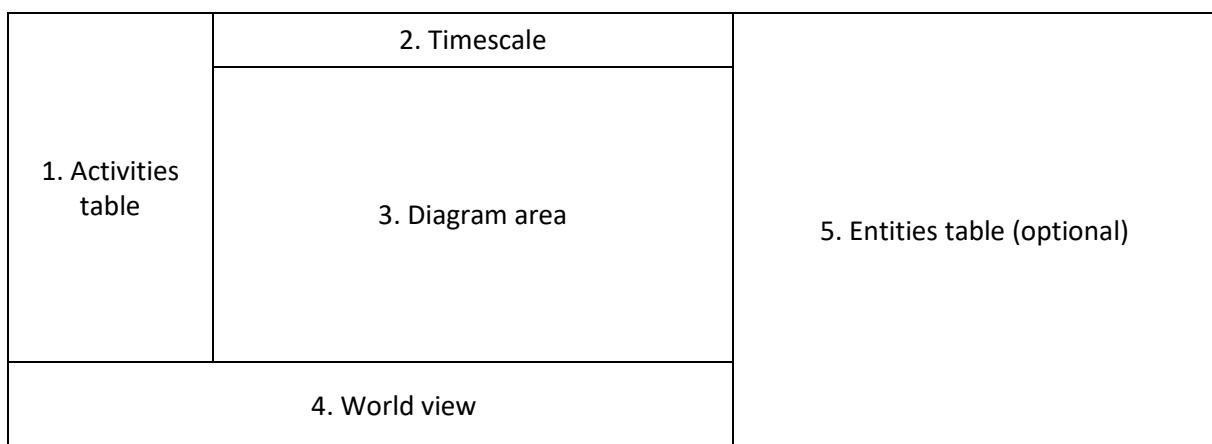 1. Activities
table
2. Timescale
3. Diagram area
4. World view
5. Entities table (optional)